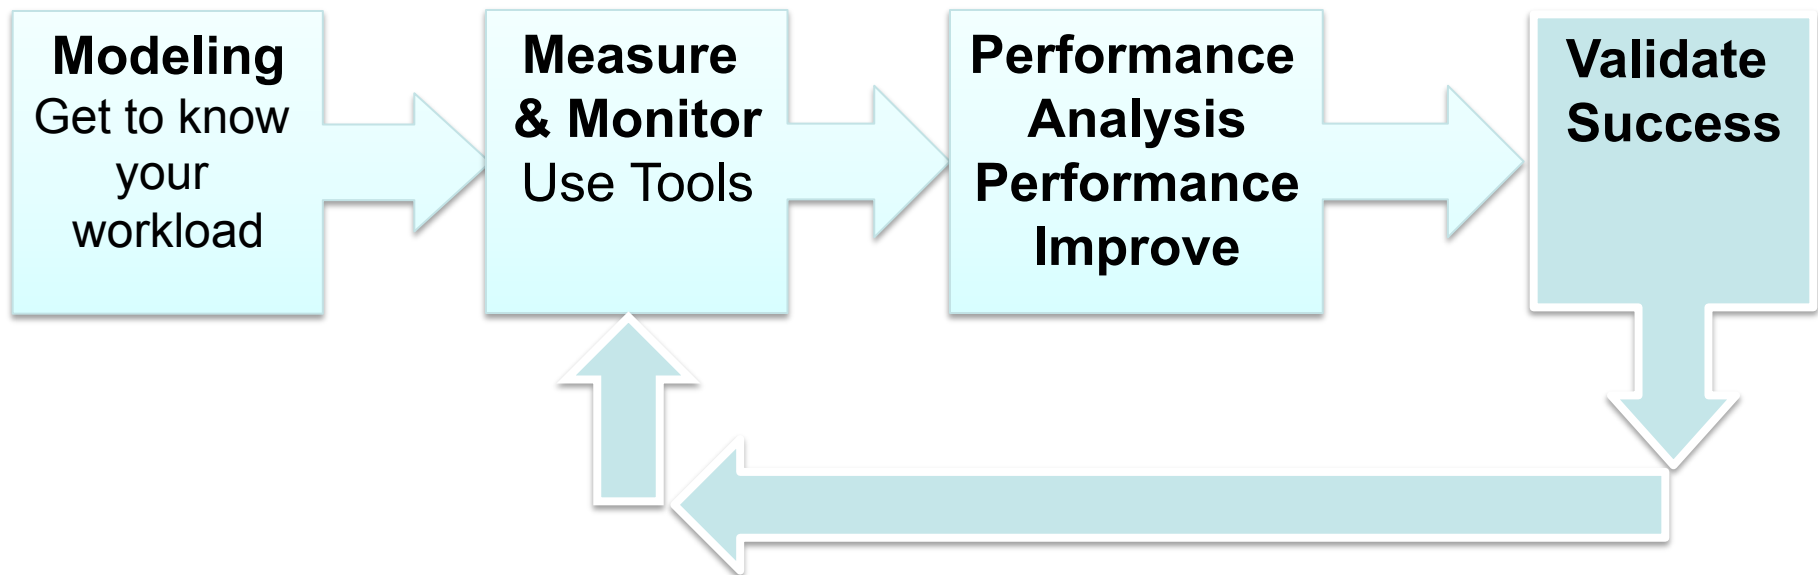 Modeling
Get to know
your
workload
Measure
& Monitor
Use Tools
Performance
Analysis
Performance
Improve
Validate
Success